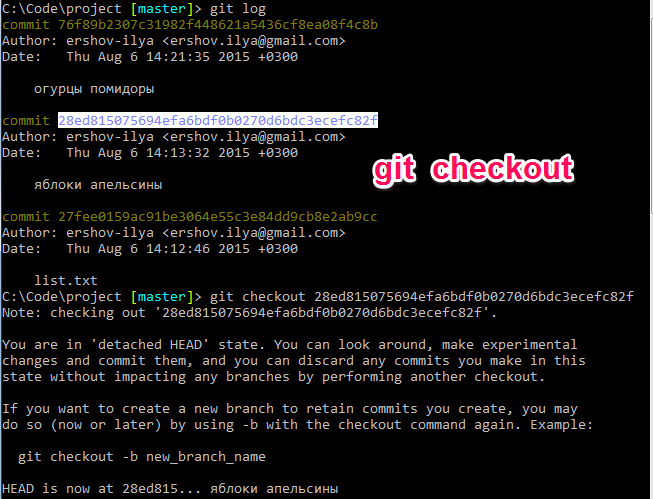 C:\Code\project [master]> git log
commit 76f89b2307c31982f448621a5436cf8ea08f4c8b
Author: ershov-ilya <ershov.ilya@gmail.com>
Date:   Thu Aug 6 14:21:35 2015 +0300
огурцы помидоры
commit 28ed815075694efa6bdf0b0270d6bdc3ecefc82f
Author: ershov-ilya <ershov.ilya@gmail.com>
Date:   Thu Aug 6 14:13:32 2015 +0300
git checkout
яблоки апельсины
commit 27fee0159ac91be3064e55c3e84dd9cb8e2ab9cc
Author: ershov-ilya <ershov.ilya@gmail.com>
Date:   Thu Aug 6 14:12:46 2015 +0300
list.txt
C:\Code\project [master]> git checkout 28ed815075694efa6bdf0b0270d6bdc3ecefc82f
Note: checking out '28ed815075694efa6bdf0b0270d6bdc3ecefc82f'.
You are in 'detached HEAD' state. You can look around, make experimental
changes and commit them, and you can discard any commits you make in this
state without impacting any branches by performing another checkout.
If you want to create a new branch to retain commits you create, you may
do so (now or later) by using -b with the checkout command again. Example:
git checkout -b new_branch_name
HEAD is now at 28ed815... яблоки апельсины